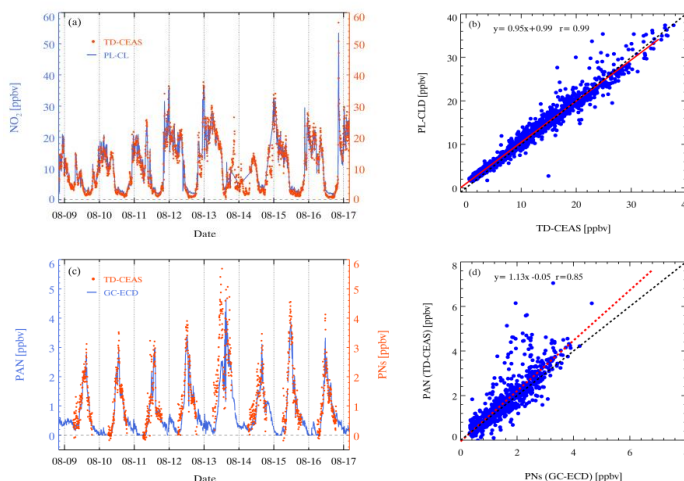 (a)
TD-CEAS
PL-CL
NO2 [ppbv]
60
50
40
30
20
10
0
60
50
40
30
20
10
0
08-09 08-10 08-11 08-12 08-13 08-14 08-15 08-16 08-17
Date
(b)
y= 0.95x+0.99 r= 0.99
PL-CLD [ppbv]
40
30
20
10
0
0 10 20 30 4
TD-CEAS [ppbv]
(c)
TD-CEAS
GC-ECD
PAN [ppbv]
6
5
4
3
2
1
0
6
5
4
3
2
1
0
PNs [ppbv]
08-09 08-10 08-11 08-12 08-13 08-14 08-15 08-16 08-17
Date
(d)
y= 1.13x -0.05 r=0.85
PAN (TD-CEAS) [ppbv]
8
6
4
2
0
0 2 4 6
PNs (GC-ECD) [ppbv]